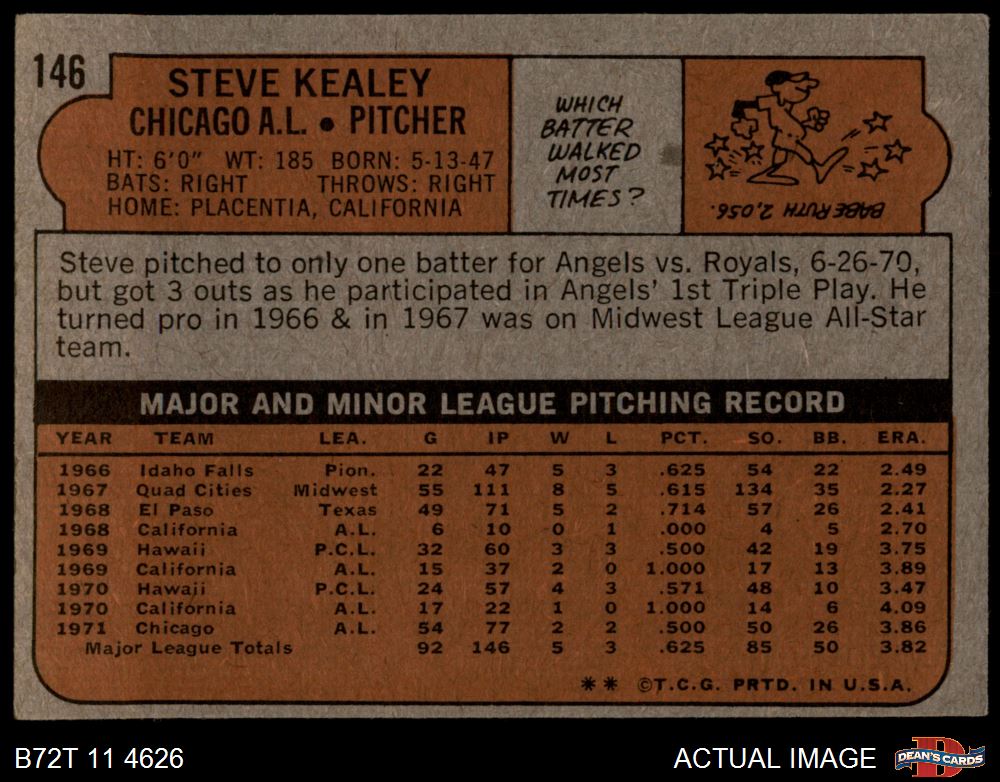 146
STEVE KEALEY
CHICAGO A.L. • PITCHER
HT: 6'0" WT: 185 BORN: 5-13-47
BATS: RIGHT THROWS: RIGHT
HOME: PLACENTIA, CALIFORNIA
WHICH
BATTER
WALKED
MOST
TIMES?
BABE RUTH 2,056.
Steve pitched to only one batter for Angels vs. Royals, 6-26-70,
but got 3 outs as he participated in Angels' 1st Triple Play. He
turned pro in 1966 & in 1967 was on Midwest League All-Star
team.
MAJOR AND MINOR LEAGUE PITCHING RECORD
YEAR TEAM LEA. G IP W L PCT. SO. BB. ERA.
1966 Idaho Falls Pion. 22 47 5 3 .625 54 22 2.49
1967 Quad Cities Midwest 55 111 8 5 .615 134 35 2.27
1968 El Paso Texas 49 71 5 2 .714 57 26 2.41
1968 California A.L. 6 10 0 1 .000 4 5 2.70
1969 Hawaii P.C.L. 32 60 3 3 .500 42 19 3.75
1969 California A.L. 15 37 2 0 1.000 17 13 3.89
1970 Hawaii P.C.L. 24 57 4 3 .571 48 10 3.47
1970 California A.L. 17 22 1 0 1.000 14 6 4.09
1971 Chicago A.L. 54 77 2 2 .500 50 26 3.86
Major League Totals 92 146 5 3 .625 85 50 3.82
** ©T.C.G. PRTD. IN U.S.A.
B72T 11 4626
ACTUAL IMAGE
D
DEAN'S CARDS